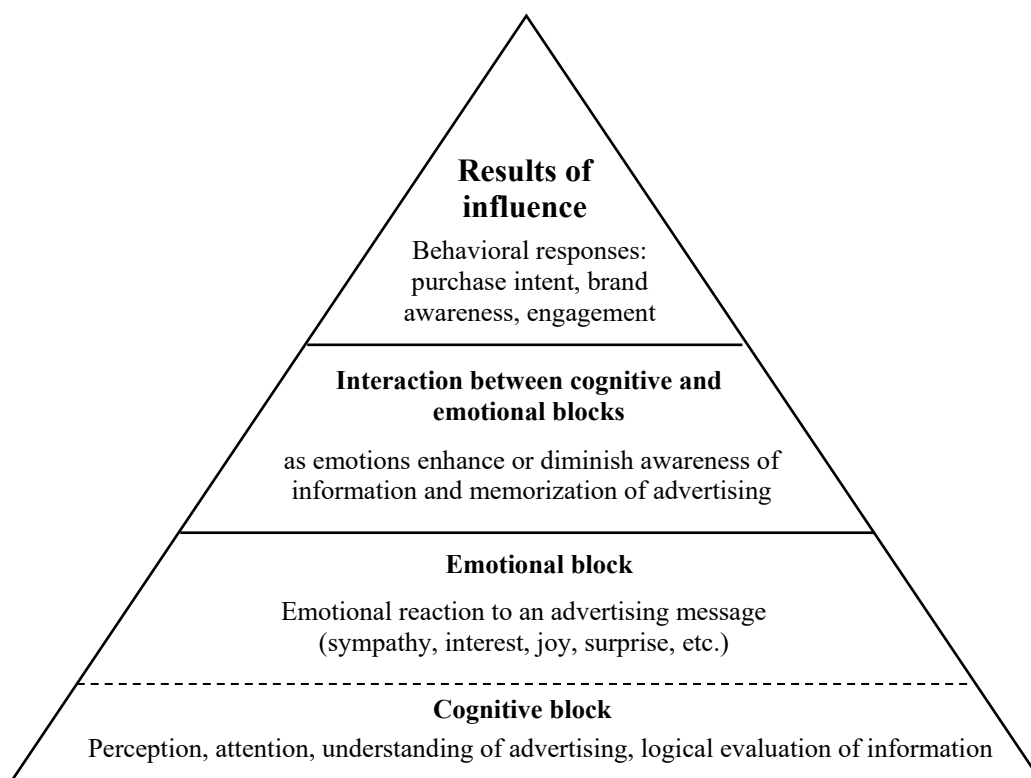 Results of
influence
Behavioral responses:
purchase intent, brand
awareness, engagement
Interaction between cognitive and
emotional blocks
as emotions enhance or diminish awareness of
information and memorization of advertising
Emotional block
Emotional reaction to an advertising message
(sympathy, interest, joy, surprise, etc.)
Cognitive block
Perception, attention, understanding of advertising, logical evaluation of information